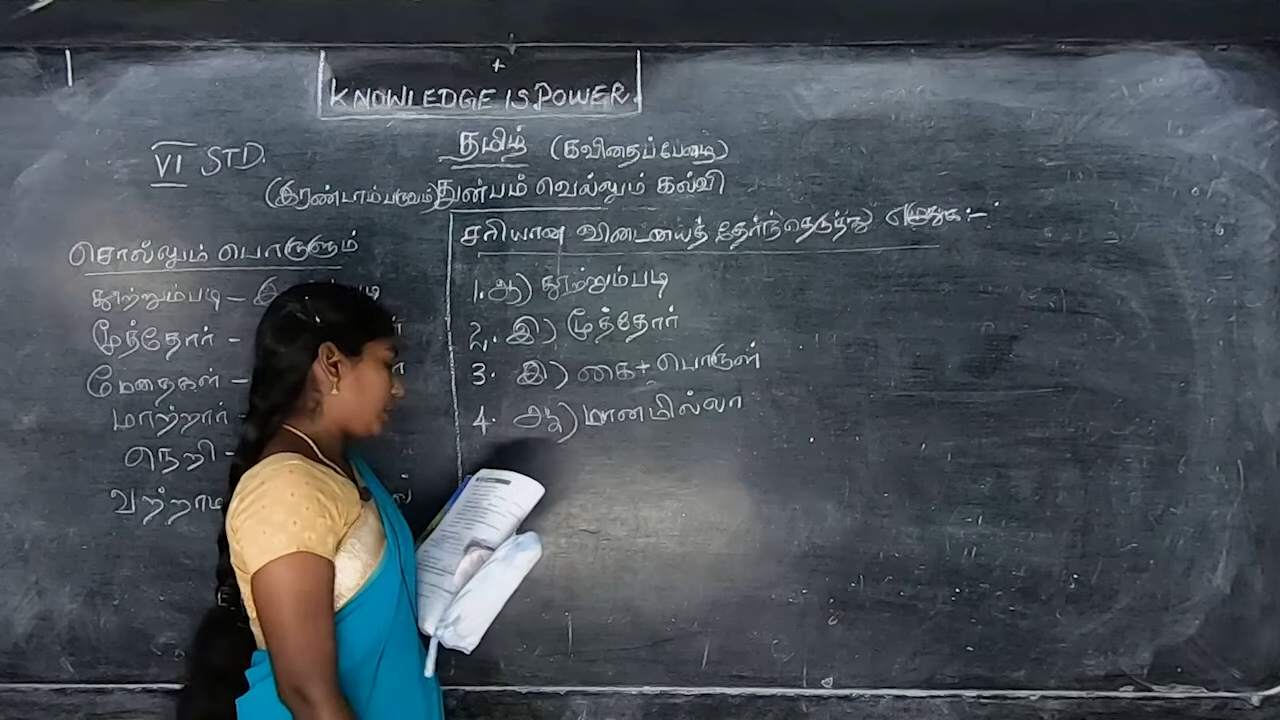 KNOWLEDGE IS POWER.
VI STD.
தமிழ் (கவிதைப்பேழை)
(இரண்டாம் பருவம்) துன்பம் வெல்லும் கல்வி
சொல்லும் பொருளும்
தூற்றும்படி -
மூத்தோர் -
மேதைகள் -
மாற்றார் -
நெறி -
வற்றாம
சரியான விடையைத் தேர்ந்தெடுத்து எழுதுக:-
1. ஆ) தூற்றும்படி
2. இ) மூத்தோர்
3. இ) கை + பொருள்
4. ஆ) மானமில்லா